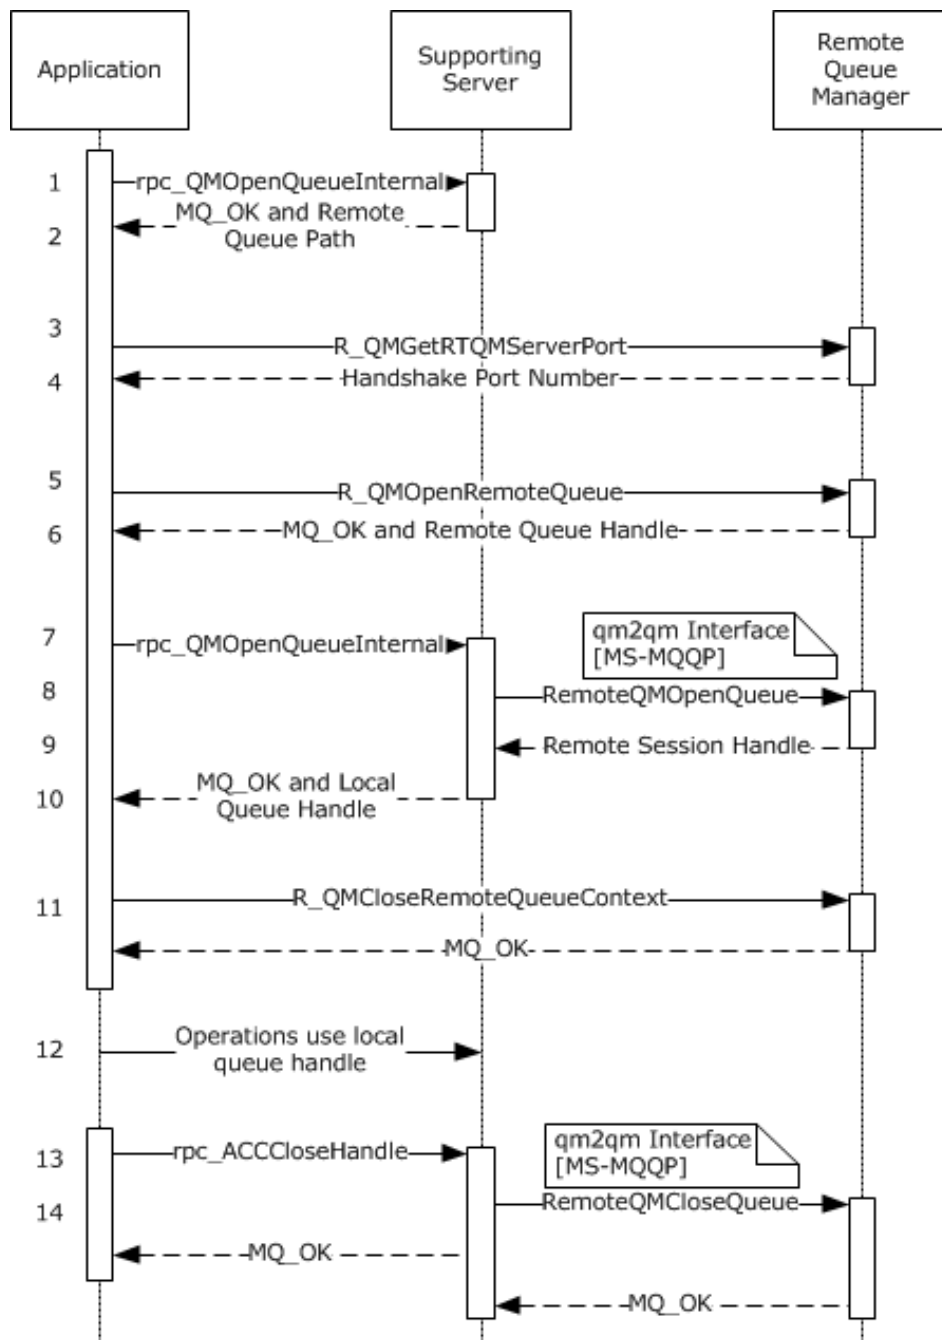 Application
Supporting
Server
Remote
Queue
Manager
1
rpc_QMOpenQueueInternal
2
MQ_OK and Remote
Queue Path
3
R_QMGetRTQMServerPort
4
Handshake Port Number
5
R_QMOpenRemoteQueue
6
MQ_OK and Remote Queue Handle
7
rpc_QMOpenQueueInternal
qm2qm Interface
[MS-MQQP]
8
RemoteQMOpenQueue
9
Remote Session Handle
10
MQ_OK and Local
Queue Handle
11
R_QMCloseRemoteQueueContext
MQ_OK
12
Operations use local
queue handle
13
rpc_ACCCloseHandle
qm2qm Interface
[MS-MQQP]
14
RemoteQMCloseQueue
MQ_OK
MQ_OK